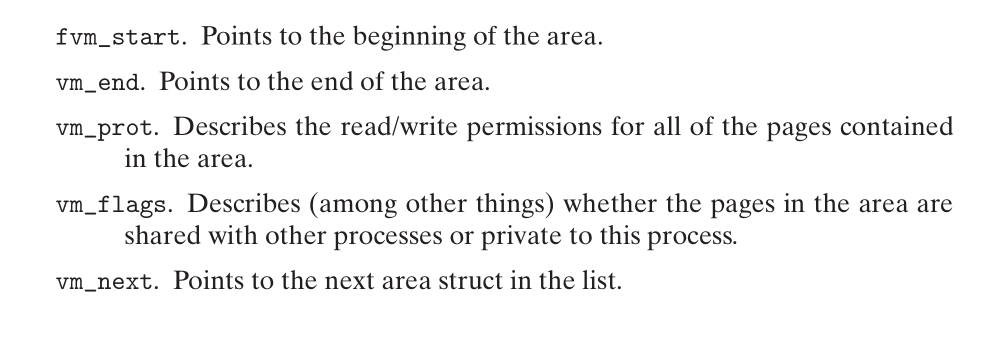 fvm_start. Points to the beginning of the area.
vm_end. Points to the end of the area.
vm_prot. Describes the read/write permissions for all of the pages contained
in the area.
vm_flags. Describes (among other things) whether the pages in the area are
shared with other processes or private to this process.
vm_next. Points to the next area struct in the list.